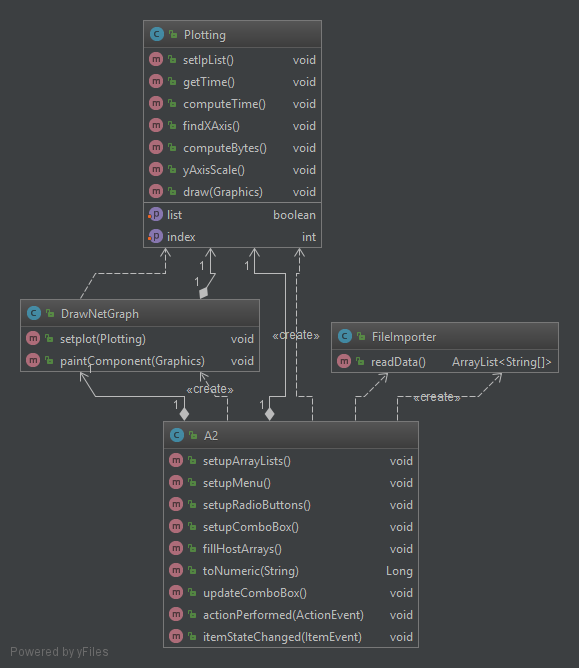 Plotting
setIpList() void
getTime() void
computeTime() void
findXAxis() void
computeBytes() void
yAxisScale() void
draw(Graphics) void
list boolean
index int
1
1
1
DrawNetGraph
setplot(Plotting) void
paintComponent(Graphics) void
«create»
FileImporter
readData() ArrayList<String[]>
1
«create»
«create»
1
1
A2
setupArrayLists() void
setupMenu() void
setupRadioButtons() void
setupComboBox() void
fillHostArrays() void
toNumeric(String) Long
updateComboBox() void
actionPerformed(ActionEvent) void
itemStateChanged(ItemEvent) void
Powered by yFiles